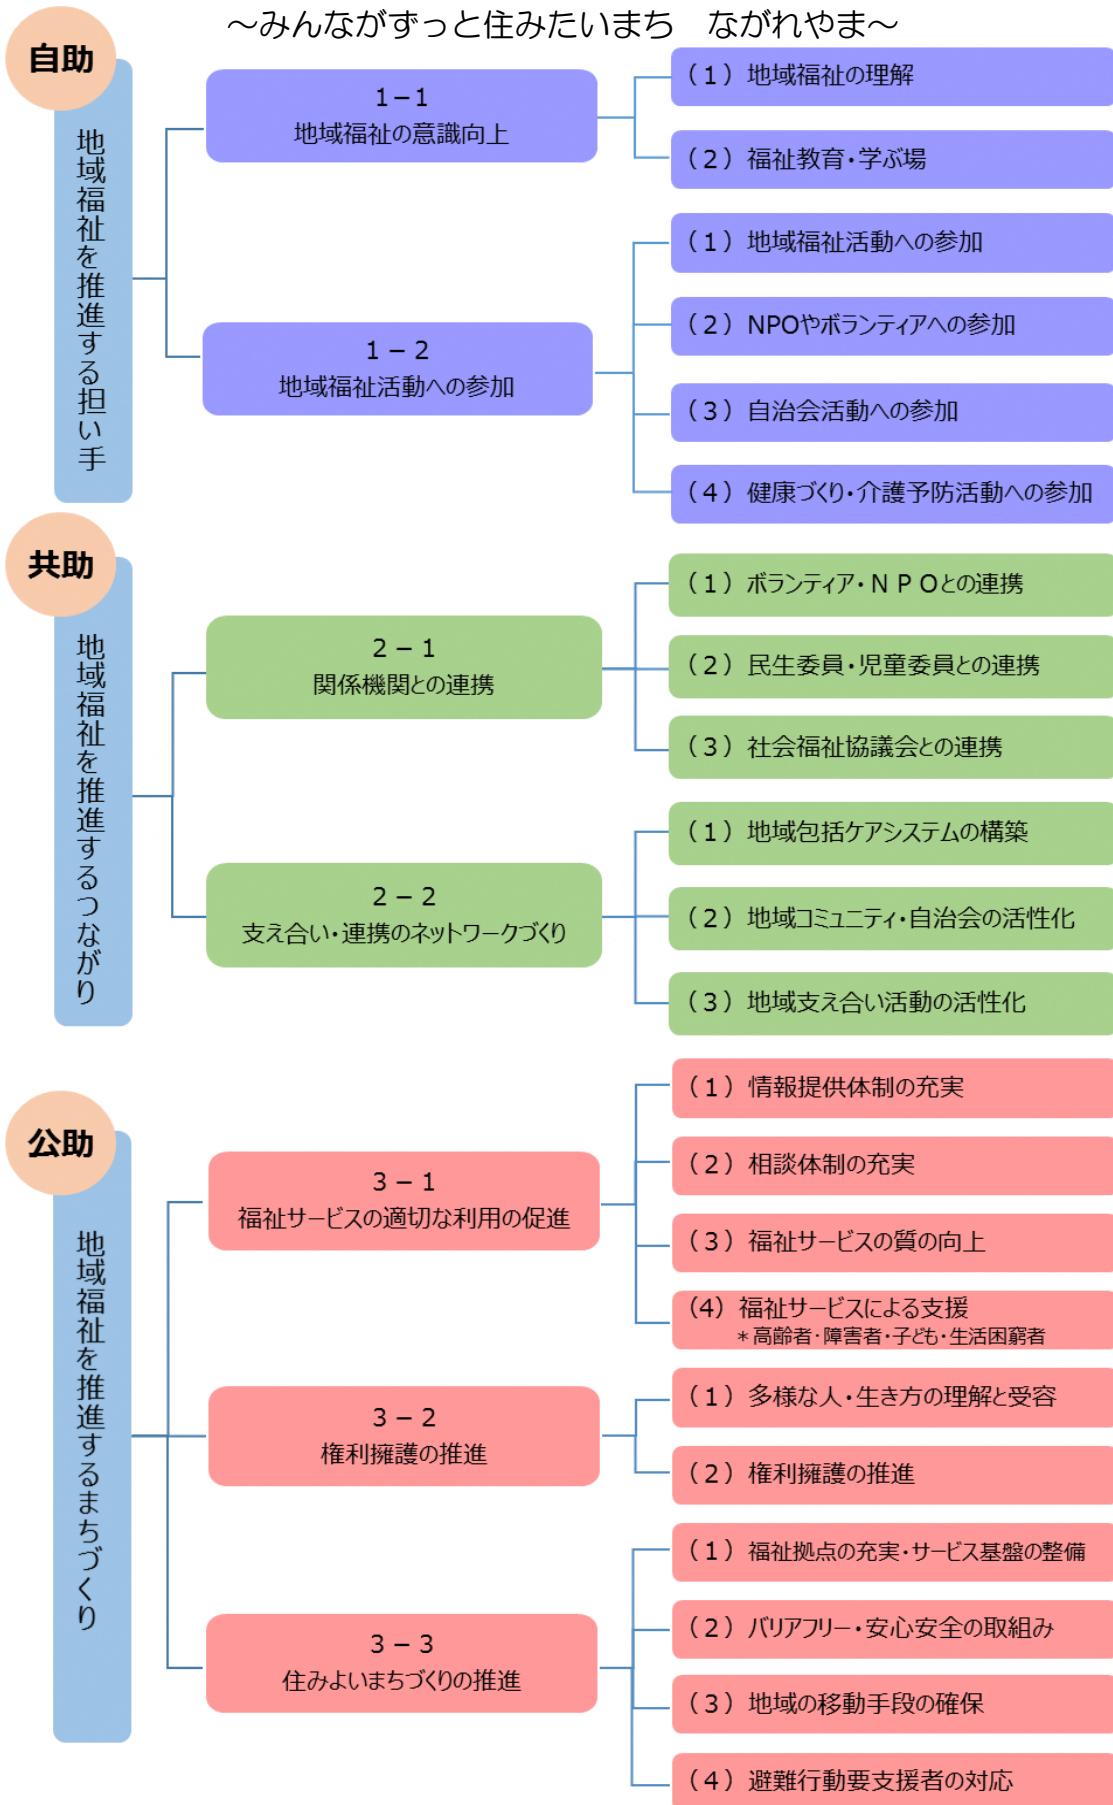 ～みんながずっと住みたいまち　ながれやま～
自助
地域福祉を推進する担い手
1－1
地域福祉の意識向上
（1）地域福祉の理解
（2）福祉教育・学ぶ場
1－2
地域福祉活動への参加
（1）地域福祉活動への参加
（2）NPOやボランティアへの参加
（3）自治会活動への参加
（4）健康づくり・介護予防活動への参加
共助
地域福祉を推進するつながり
2－1
関係機関との連携
（1）ボランティア・ＮＰＯとの連携
（2）民生委員・児童委員との連携
（3）社会福祉協議会との連携
2－2
支え合い・連携のネットワークづくり
（1）地域包括ケアシステムの構築
（2）地域コミュニティ・自治会の活性化
（3）地域支え合い活動の活性化
公助
地域福祉を推進するまちづくり
3－1
福祉サービスの適切な利用の促進
（1）情報提供体制の充実
（2）相談体制の充実
（3）福祉サービスの質の向上
（4）福祉サービスによる支援
＊高齢者・障害者・子ども・生活困窮者
3－2
権利擁護の推進
（1）多様な人・生き方の理解と受容
（2）権利擁護の推進
3－3
住みよいまちづくりの推進
（1）福祉拠点の充実・サービス基盤の整備
（2）バリアフリー・安心安全の取組み
（3）地域の移動手段の確保
（4）避難行動要支援者の対応